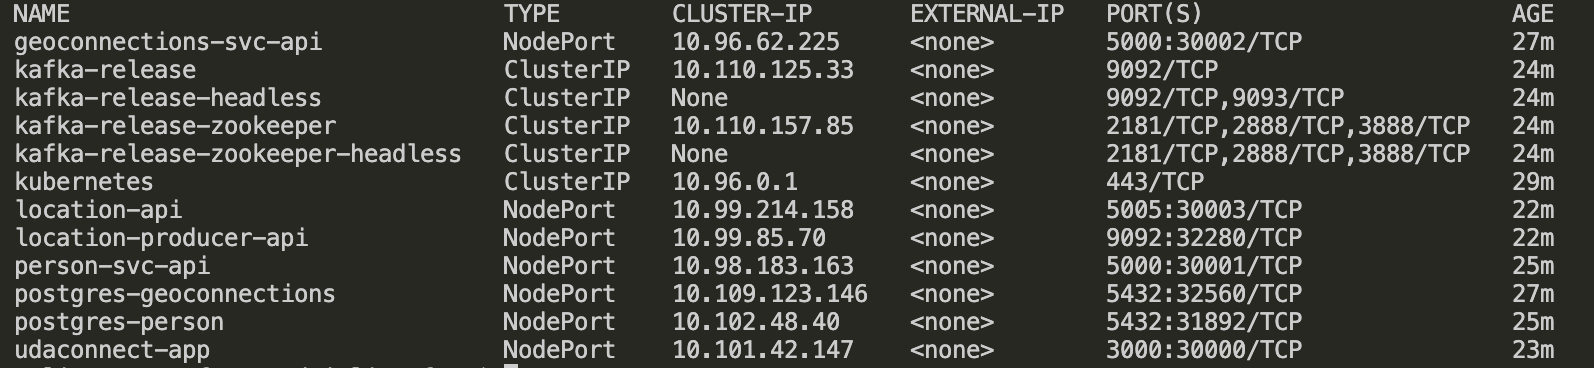 NAME TYPE CLUSTER-IP EXTERNAL-IP PORT(S) AGE
geoconnections-svc-api NodePort 10.96.62.225 <none> 5000:30002/TCP 27m
kafka-release ClusterIP 10.110.125.33 <none> 9092/TCP 24m
kafka-release-headless ClusterIP None <none> 9092/TCP,9093/TCP 24m
kafka-release-zookeeper ClusterIP 10.110.157.85 <none> 2181/TCP,2888/TCP,3888/TCP 24m
kafka-release-zookeeper-headless ClusterIP None <none> 2181/TCP,2888/TCP,3888/TCP 24m
kubernetes ClusterIP 10.96.0.1 <none> 443/TCP 29m
location-api NodePort 10.99.214.158 <none> 5005:30003/TCP 22m
location-producer-api NodePort 10.99.85.70 <none> 9092:32280/TCP 22m
person-svc-api NodePort 10.98.183.163 <none> 5000:30001/TCP 25m
postgres-geoconnections NodePort 10.109.123.146 <none> 5432:32560/TCP 27m
postgres-person NodePort 10.102.48.40 <none> 5432:31892/TCP 25m
udaconnect-app NodePort 10.101.42.147 <none> 3000:30000/TCP 23m